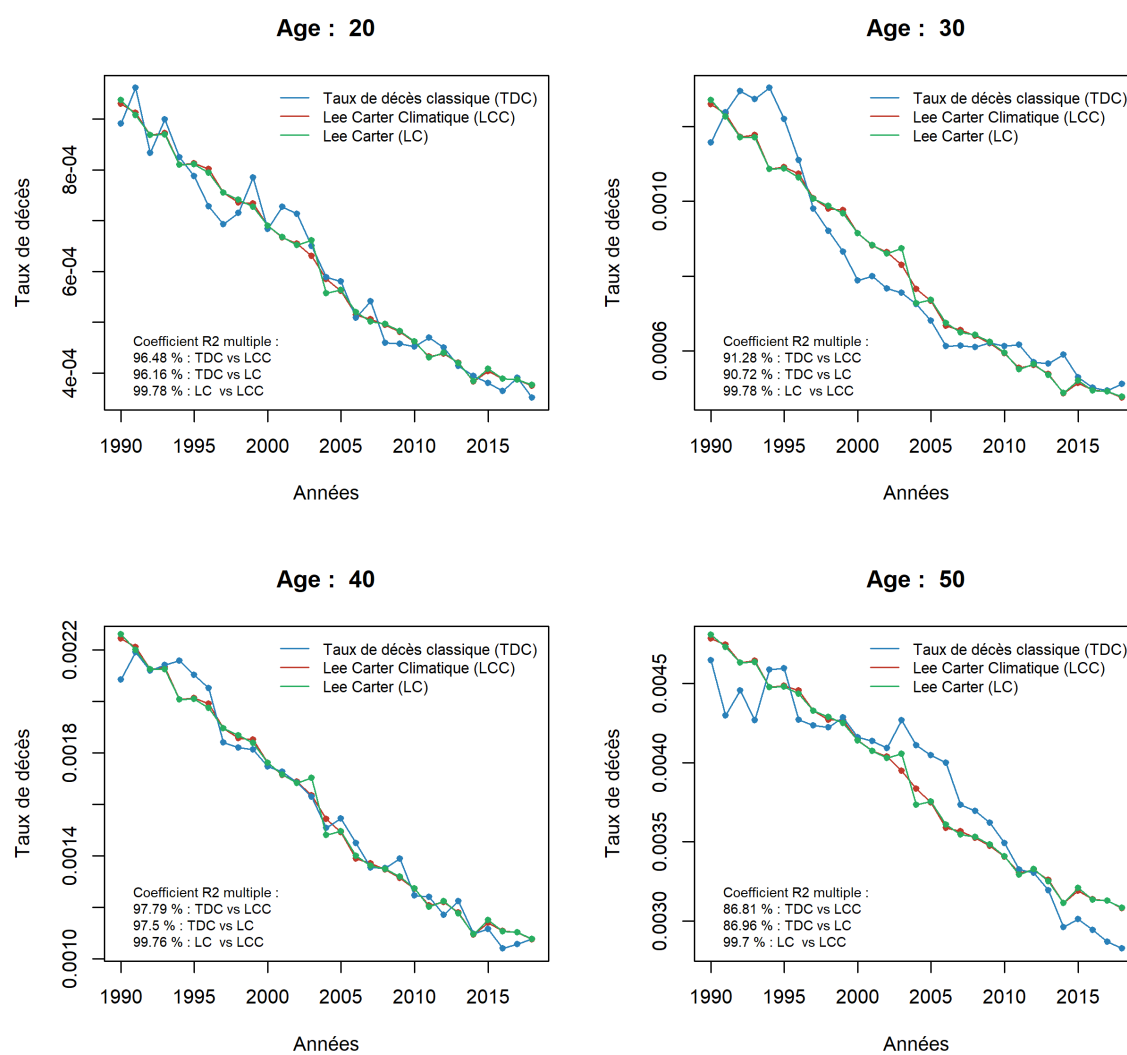 Age : 20
Taux de décès classique (TDC)
Lee Carter Climatique (LCC)
Lee Carter (LC)
Taux de décès
8e-04
6e-04
4e-04
Coefficient R2 multiple :
96.48 % : TDC vs LCC
96.16 % : TDC vs LC
99.78 % : LC vs LCC
1990 1995 2000 2005 2010 2015
Années
Age : 30
Taux de décès classique (TDC)
Lee Carter Climatique (LCC)
Lee Carter (LC)
Taux de décès
0.0010
0.0006
Coefficient R2 multiple :
91.28 % : TDC vs LCC
90.72 % : TDC vs LC
99.78 % : LC vs LCC
1990 1995 2000 2005 2010 2015
Années
Age : 40
Taux de décès classique (TDC)
Lee Carter Climatique (LCC)
Lee Carter (LC)
Taux de décès
0.0022
0.0018
0.0014
0.0010
Coefficient R2 multiple :
97.79 % : TDC vs LCC
97.5 % : TDC vs LC
99.76 % : LC vs LCC
1990 1995 2000 2005 2010 2015
Années
Age : 50
Taux de décès classique (TDC)
Lee Carter Climatique (LCC)
Lee Carter (LC)
Taux de décès
0.0045
0.0040
0.0035
0.0030
Coefficient R2 multiple :
86.81 % : TDC vs LCC
86.96 % : TDC vs LC
99.7 % : LC vs LCC
1990 1995 2000 2005 2010 2015
Années